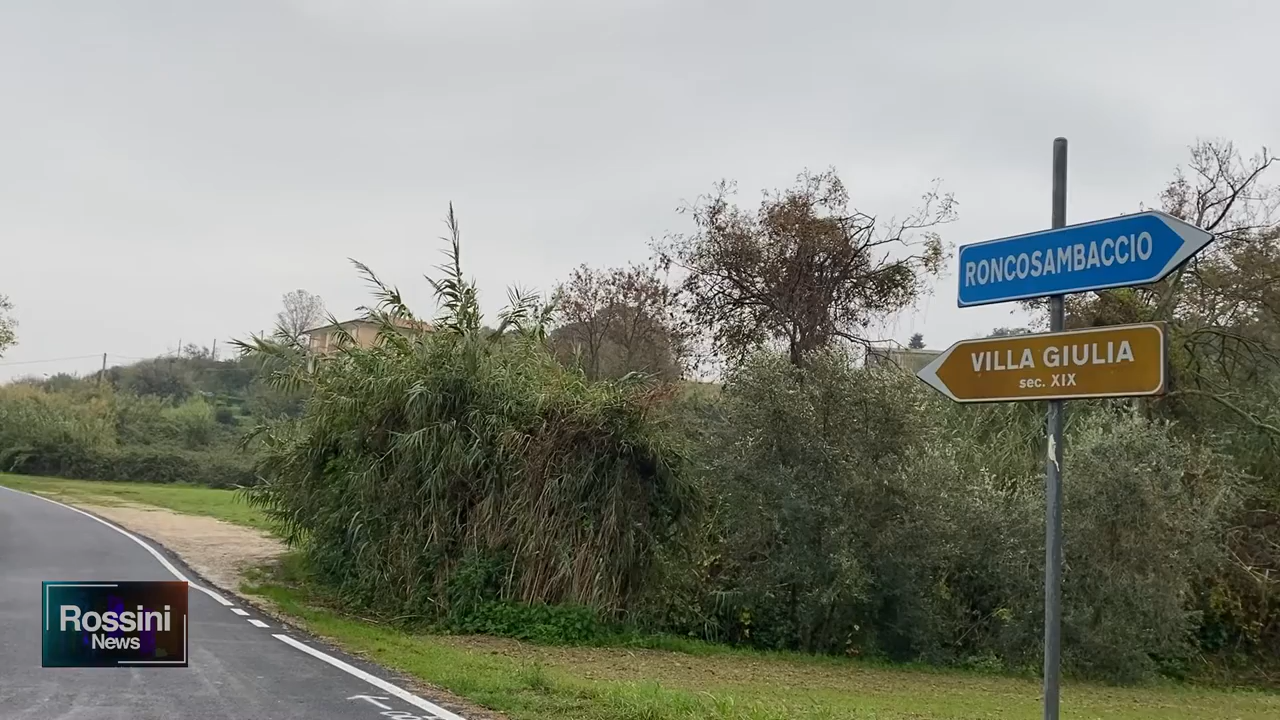 RONCOSAMBACCIO
VILLA GIULIA
sec. XIX
Rossini
News